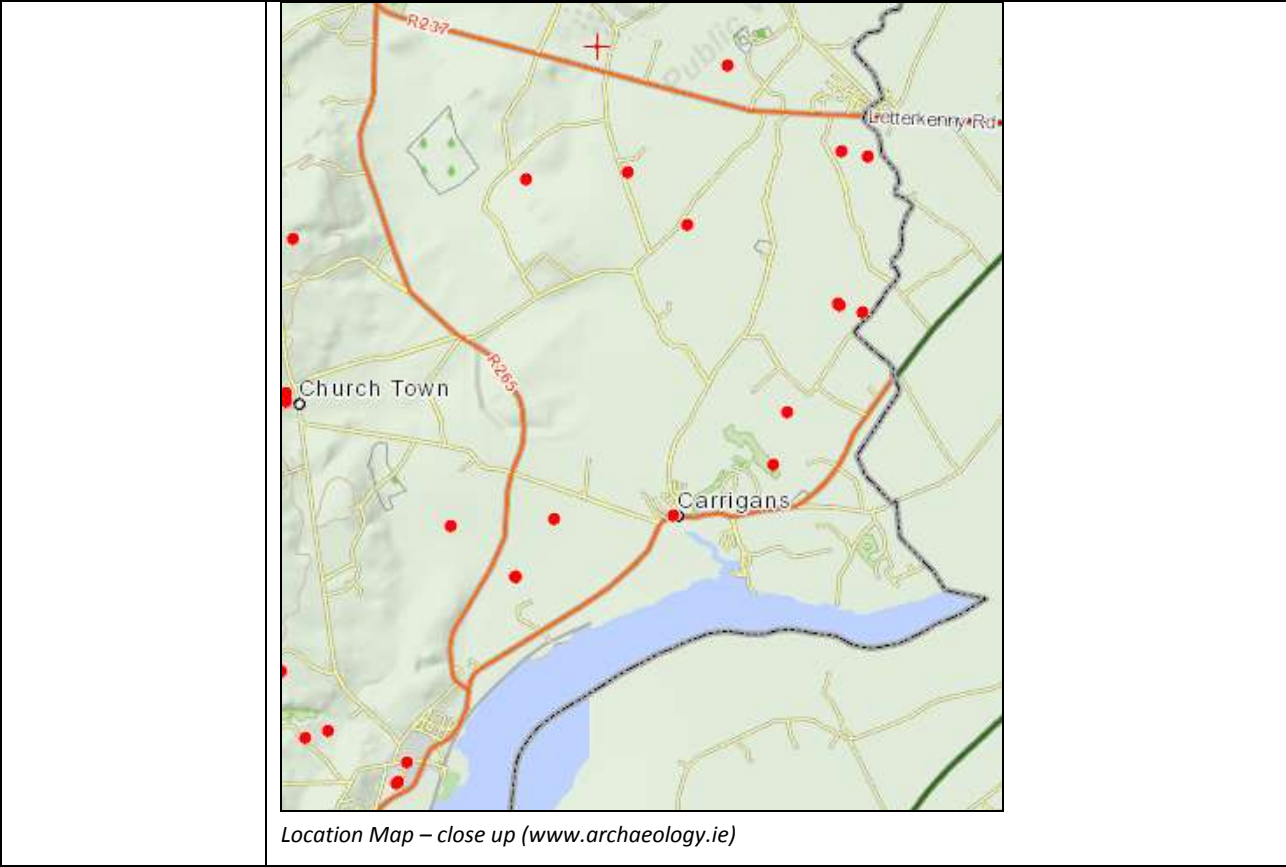 R237
Public
Letterkenny Rd
Church Town
R265
Carrigans
Location Map – close up (www.archaeology.ie)